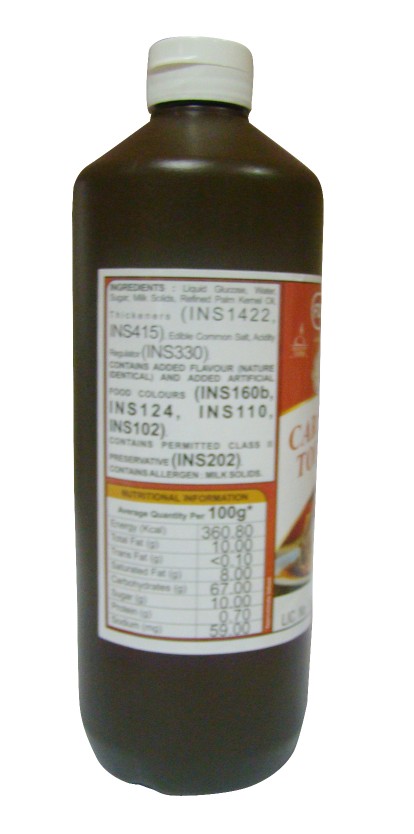 INGREDIENTS : Liquid Glucose, Water,
Sugar, Milk Solids, Refined Palm Kernel Oil,
Thickeners (INS1422,
INS415), Edible Common Salt, Acidity
Regulator (INS330)
CONTAINS ADDED FLAVOUR (NATURE
IDENTICAL) AND ADDED ARTIFICIAL
FOOD COLOURS (INS160b,
INS124, INS110,
INS102)
CONTAINS PERMITTED CLASS II
PRESERVATIVE (INS202)
CONTAINS ALLERGEN : MILK SOLIDS.
NUTRITIONAL INFORMATION
Average Quantity Per 100g*
Energy (Kcal) 360.80
Total Fat (g) 10.00
Trans Fat (g) <0.10
Saturated Fat (g) 8.00
Carbohydrates (g) 67.00
Sugar (g) 10.00
Protein (g) 0.70
Sodium (mg) 59.00
CAR
TO
LIC